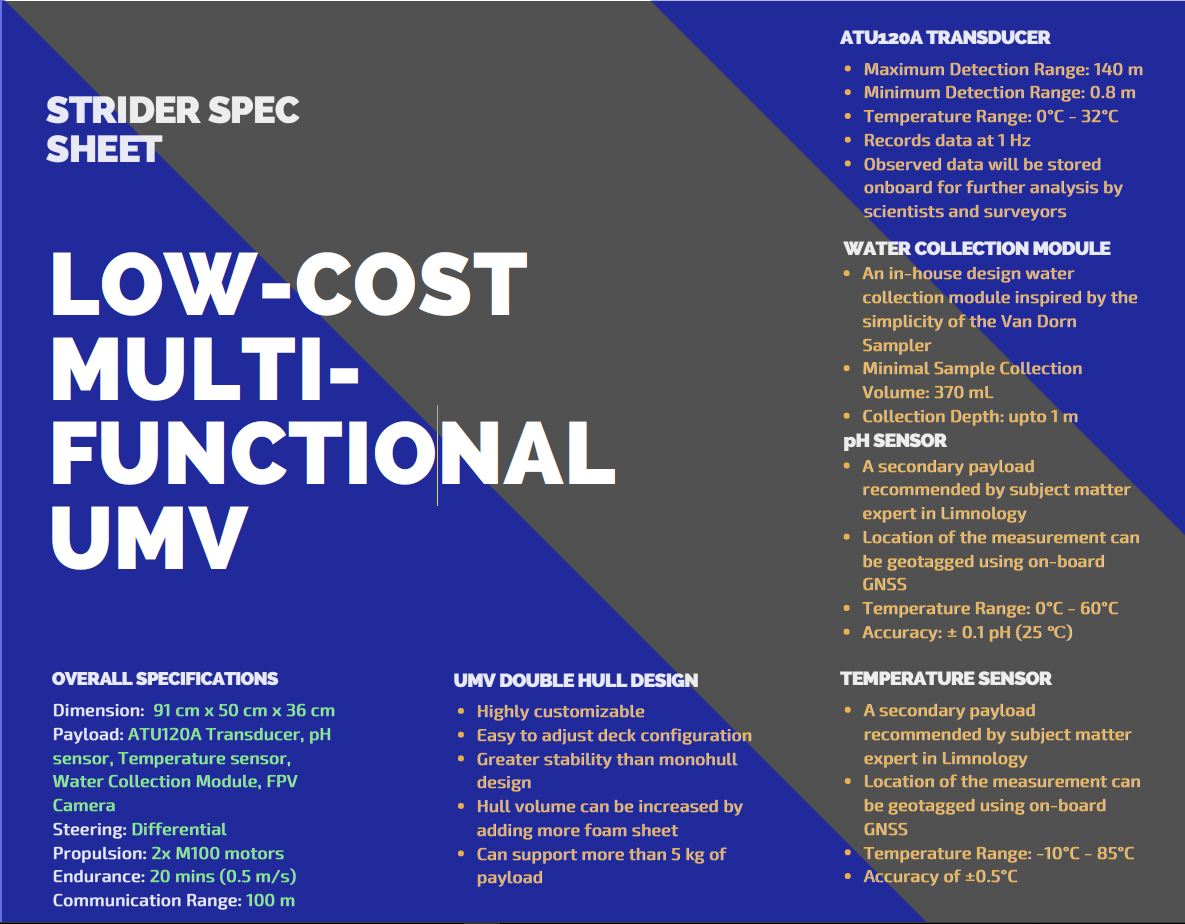 STRIDER SPEC
SHEET
LOW-COST
MULTI-
FUNCTIONAL
UMV
OVERALL SPECIFICATIONS
Dimension: 91 cm x 50 cm x 36 cm
Payload: ATU120A Transducer, pH
sensor, Temperature sensor,
Water Collection Module, FPV
Camera
Steering: Differential
Propulsion: 2x M100 motors
Endurance: 20 mins (0.5 m/s)
Communication Range: 100 m
UMV DOUBLE HULL DESIGN
• Highly customizable
• Easy to adjust deck configuration
• Greater stability than monohull
design
• Hull volume can be increased by
adding more foam sheet
• Can support more than 5 kg of
payload
ATU120A TRANSDUCER
• Maximum Detection Range: 140 m
• Minimum Detection Range: 0.8 m
• Temperature Range: 0°C - 32°C
• Records data at 1 Hz
• Observed data will be stored
onboard for further analysis by
scientists and surveyors
WATER COLLECTION MODULE
• An in-house design water
collection module inspired by the
simplicity of the Van Dorn
Sampler
• Minimal Sample Collection
Volume: 370 mL
• Collection Depth: upto 1 m
pH SENSOR
• A secondary payload
recommended by subject matter
expert in Limnology
• Location of the measurement can
be geotagged using on-board
GNSS
• Temperature Range: 0°C - 60°C
• Accuracy: ± 0.1 pH (25 ℃)
TEMPERATURE SENSOR
• A secondary payload
recommended by subject matter
expert in Limnology
• Location of the measurement can
be geotagged using on-board
GNSS
• Temperature Range: -10°C - 85°C
• Accuracy of ±0.5°C